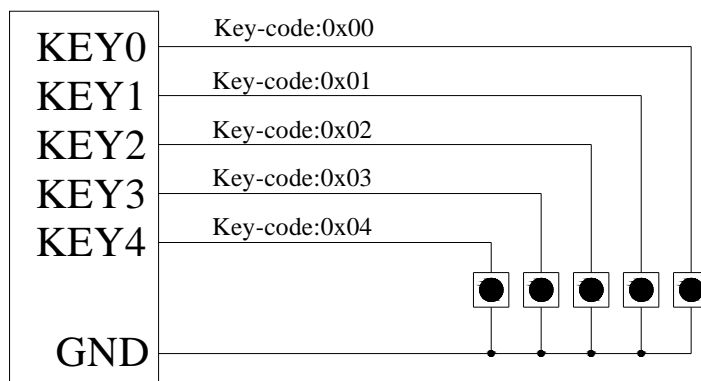 KEY0 Key-code:0x00
KEY1 Key-code:0x01
KEY2 Key-code:0x02
KEY3 Key-code:0x03
KEY4 Key-code:0x04
GND